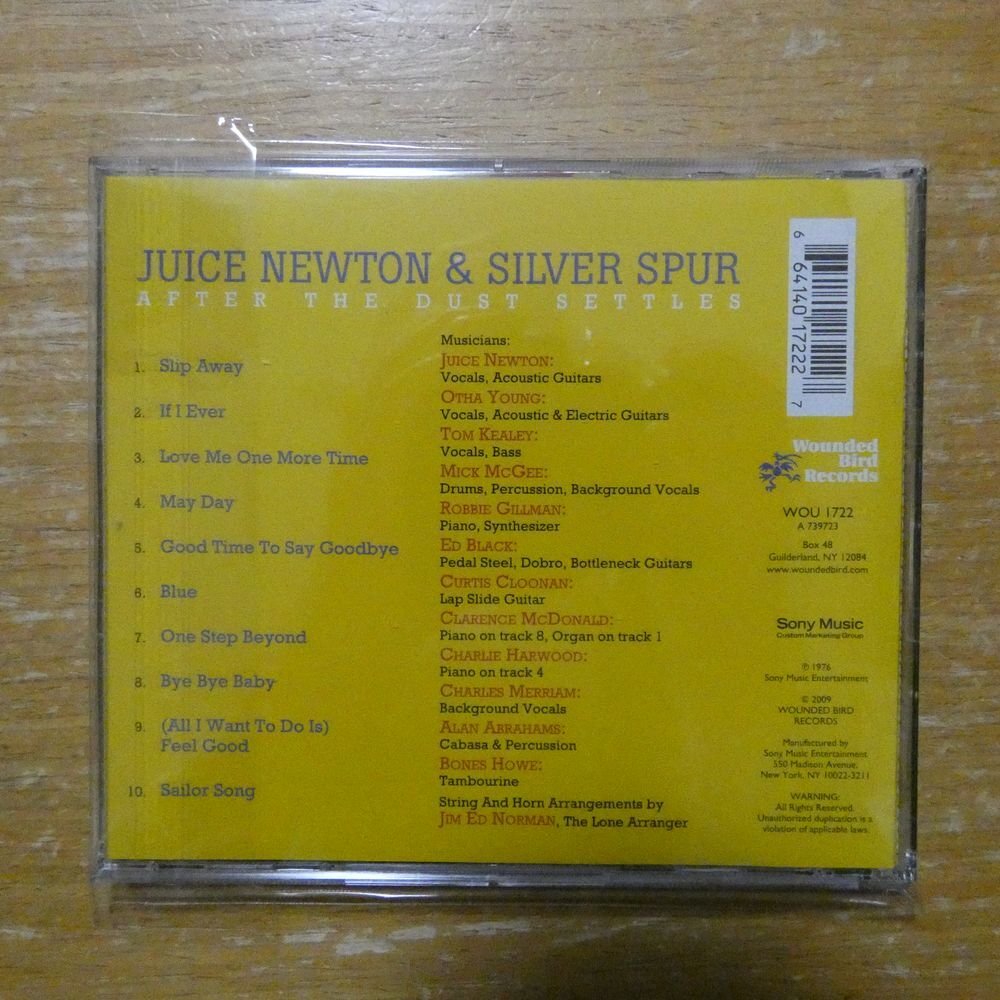 JUICE NEWTON & SILVER SPUR
AFTER THE DUST SETTLES
1. Slip Away
2. If I Ever
3. Love Me One More Time
4. May Day
5. Good Time To Say Goodbye
6. Blue
7. One Step Beyond
8. Bye Bye Baby
9. (All I Want To Do Is)
Feel Good
10. Sailor Song
Musicians:
JUICE NEWTON:
Vocals, Acoustic Guitars
OTHA YOUNG:
Vocals, Acoustic & Electric Guitars
TOM KEALEY:
Vocals, Bass
MICK MCGEE:
Drums, Percussion, Background Vocals
ROBBIE GILLMAN:
Piano, Synthesizer
ED BLACK:
Pedal Steel, Dobro, Bottleneck Guitars
CURTIS CLOONAN:
Lap Slide Guitar
CLARENCE MCDONALD:
Piano on track 8, Organ on track 1
CHARLIE HARWOOD:
Piano on track 4
CHARLES MERRIAM:
Background Vocals
ALAN ABRAHAMS:
Cabasa & Percussion
BONES HOWE:
Tambourine
String And Horn Arrangements by
JIM ED NORMAN, The Lone Arranger
6 64140 17222 7
Wounded
Bird
Records
WOU 1722
A 739723
Box 48
Guilderland, NY 12084
www.woundedbird.com
Sony Music
Custom Marketing Group
℗ 1976
Sony Music Entertainment
© 2009
WOUNDED BIRD
RECORDS
Manufactured by
Sony Music Entertainment
550 Madison Avenue,
New York, NY 10022-3211
WARNING:
All Rights Reserved.
Unauthorized duplication is a
violation of applicable laws.